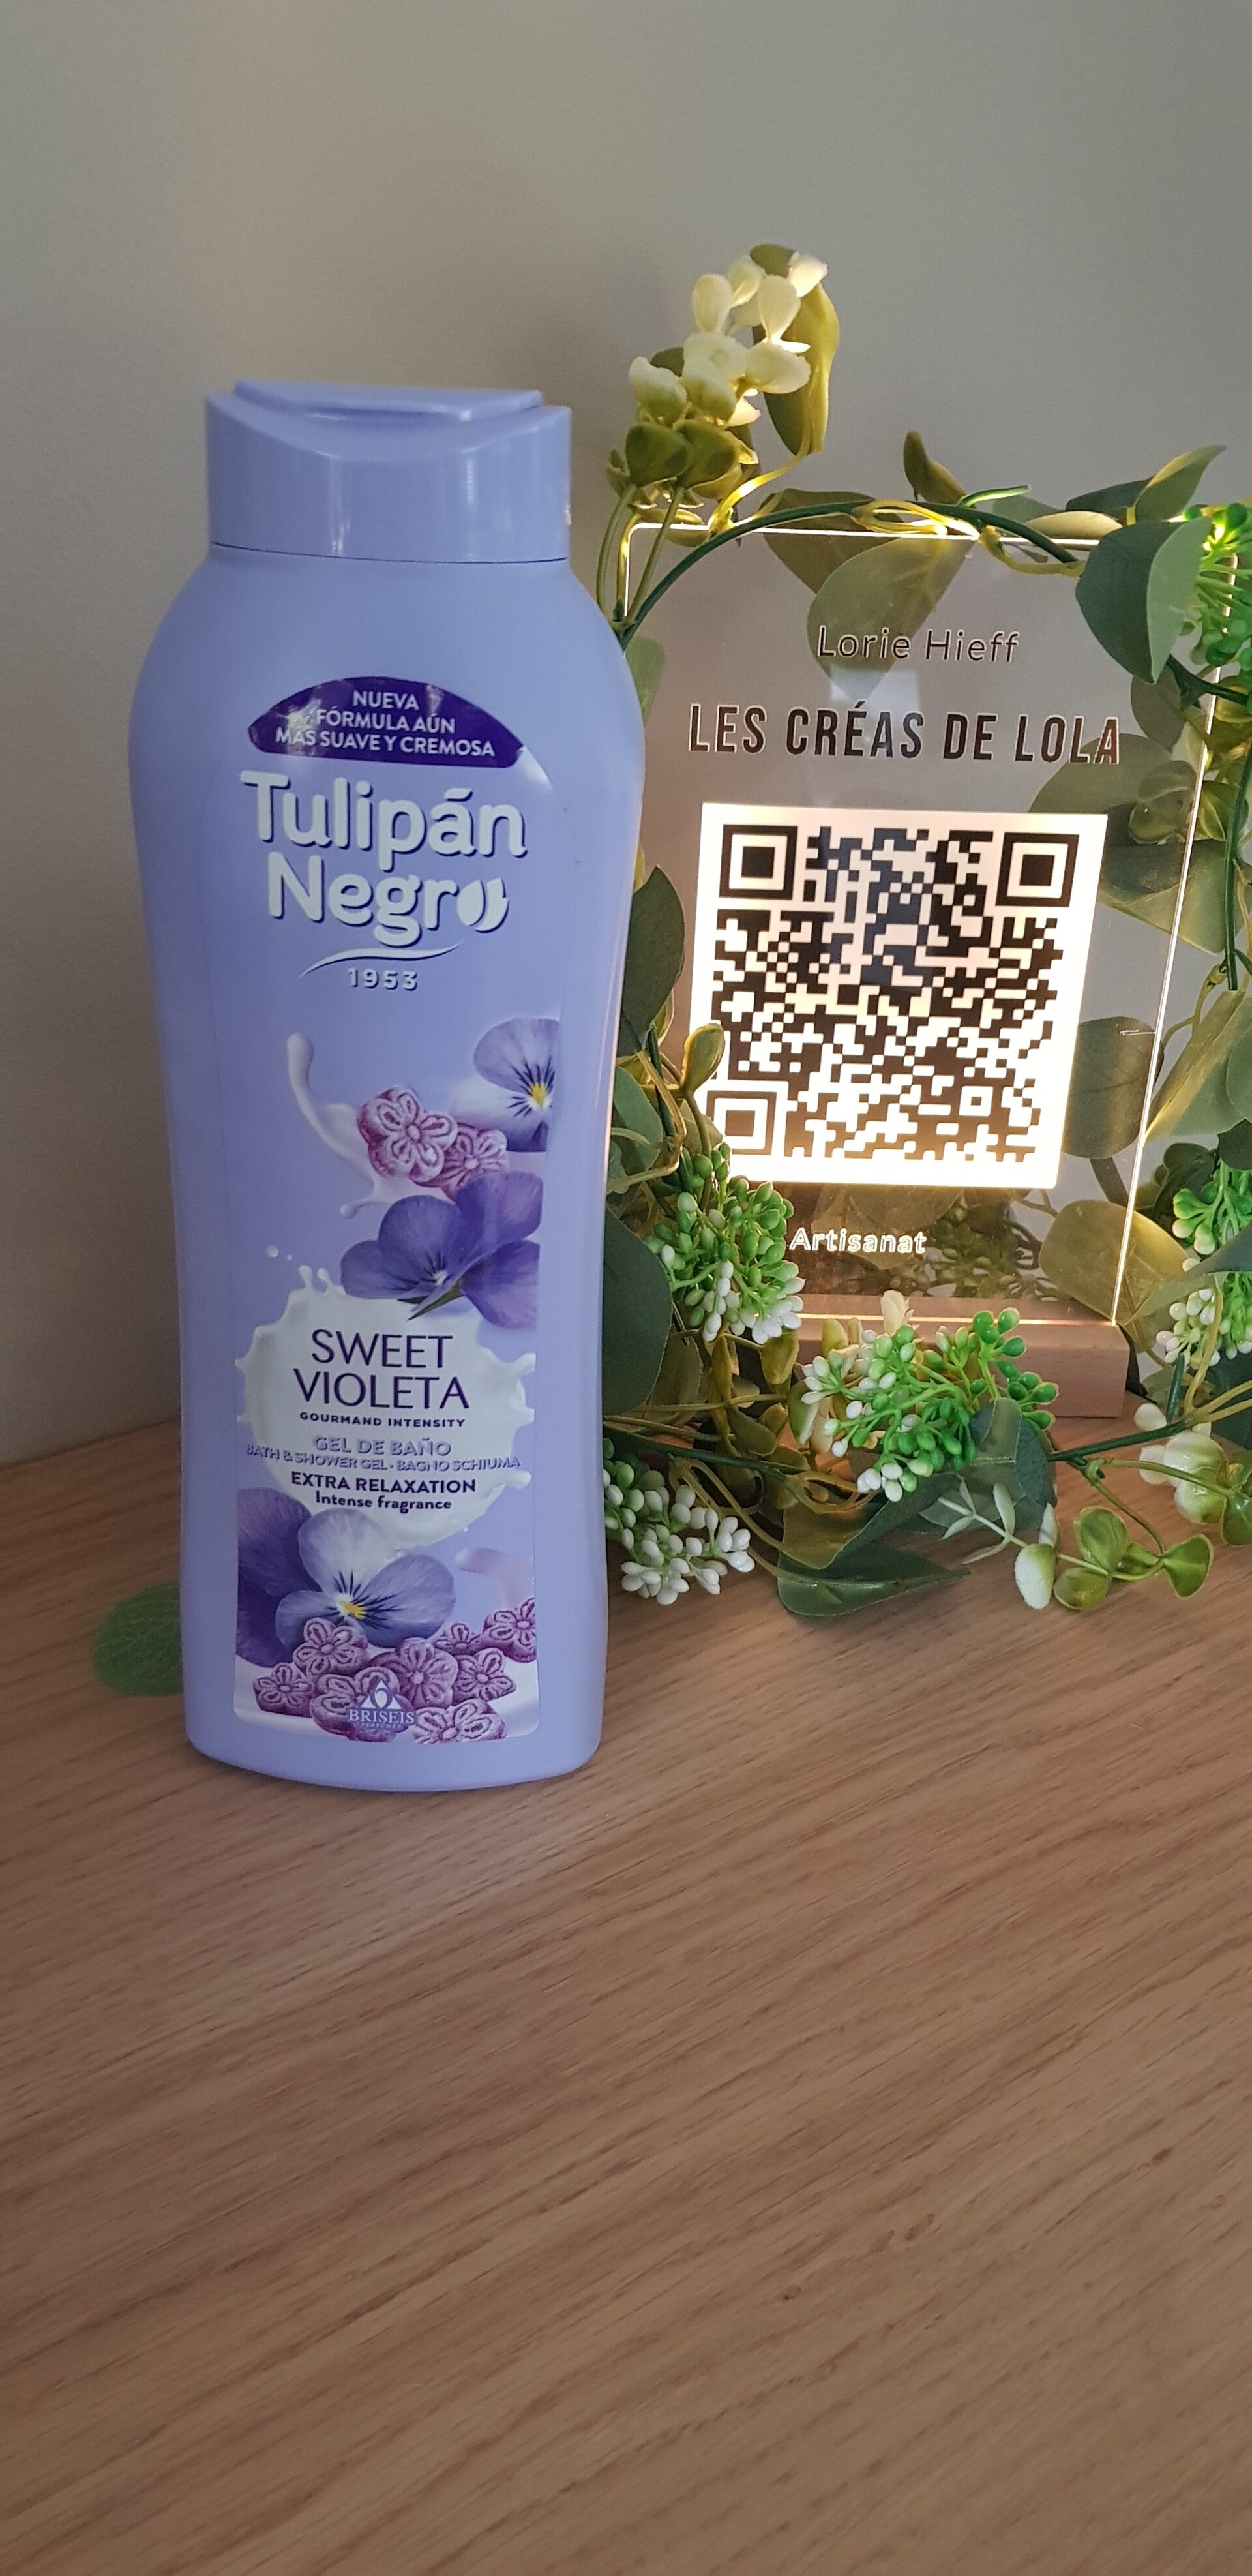 NUEVA
FÓRMULA AÚN
MÁS SUAVE Y CREMOSA
Tulipán
Negro
1953
SWEET
VIOLETA
GOURMAND INTENSITY
GEL DE BAÑO
BATH & SHOWER GEL • BAGNO SCHIUMA
EXTRA RELAXATION
Intense fragrance
BRISEIS
PERFUMES
Lorie Hieff
LES CRÉAS DE LOLA
Artisanat